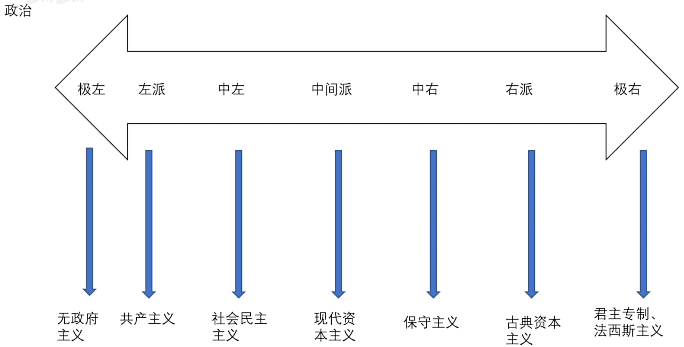 政治
极左
左派
中左
中间派
中右
右派
极右
无政府
主义
共产主义
社会民主
主义
现代资
本主义
保守主义
古典资本
主义
君主专制、
法西斯主义